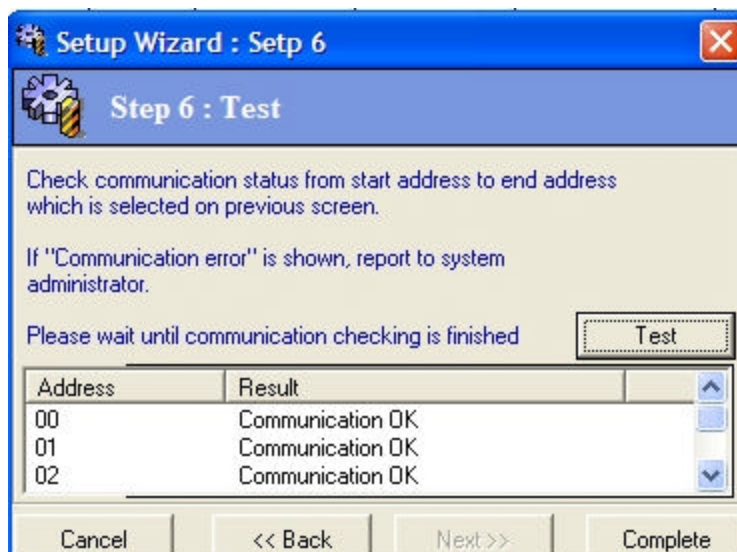 Setup Wizard : Setp 6
Step 6 : Test
Check communication status from start address to end address
which is selected on previous screen.
If "Communication error" is shown, report to system
administrator.
Please wait until communication checking is finished
Test
Address Result
00 Communication OK
01 Communication OK
02 Communication OK
Cancel << Back Next >> Complete